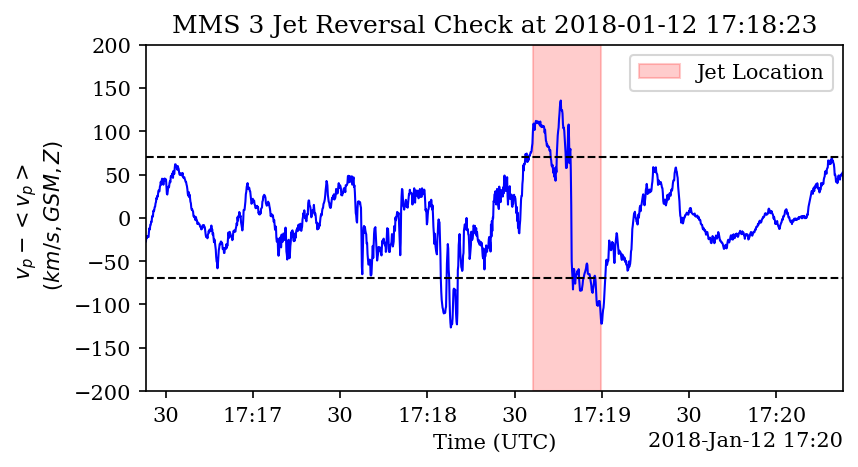 MMS 3 Jet Reversal Check at 2018-01-12 17:18:23
Jet Location
200
150
100
50
0
−50
−100
−150
−200
v_p − < v_p >
(km/s, GSM, Z)
30 17:17 30 17:18 30 17:19 30 17:20
Time (UTC)
2018-Jan-12 17:20